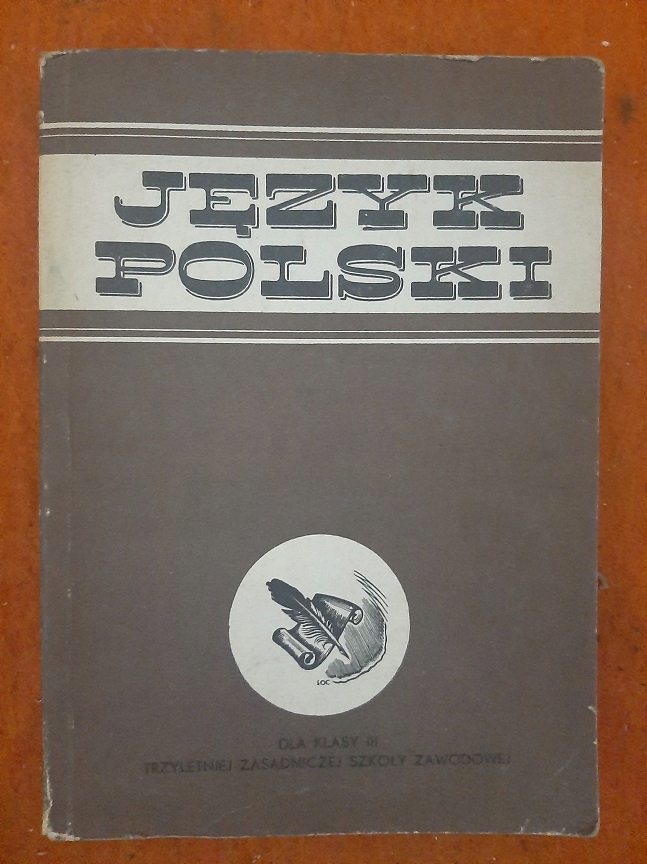 JĘZYK
POLSKI
LOC
DLA KLASY III
TRZYLETNIEJ ZASADNICZEJ SZKOŁY ZAWODOWEJ